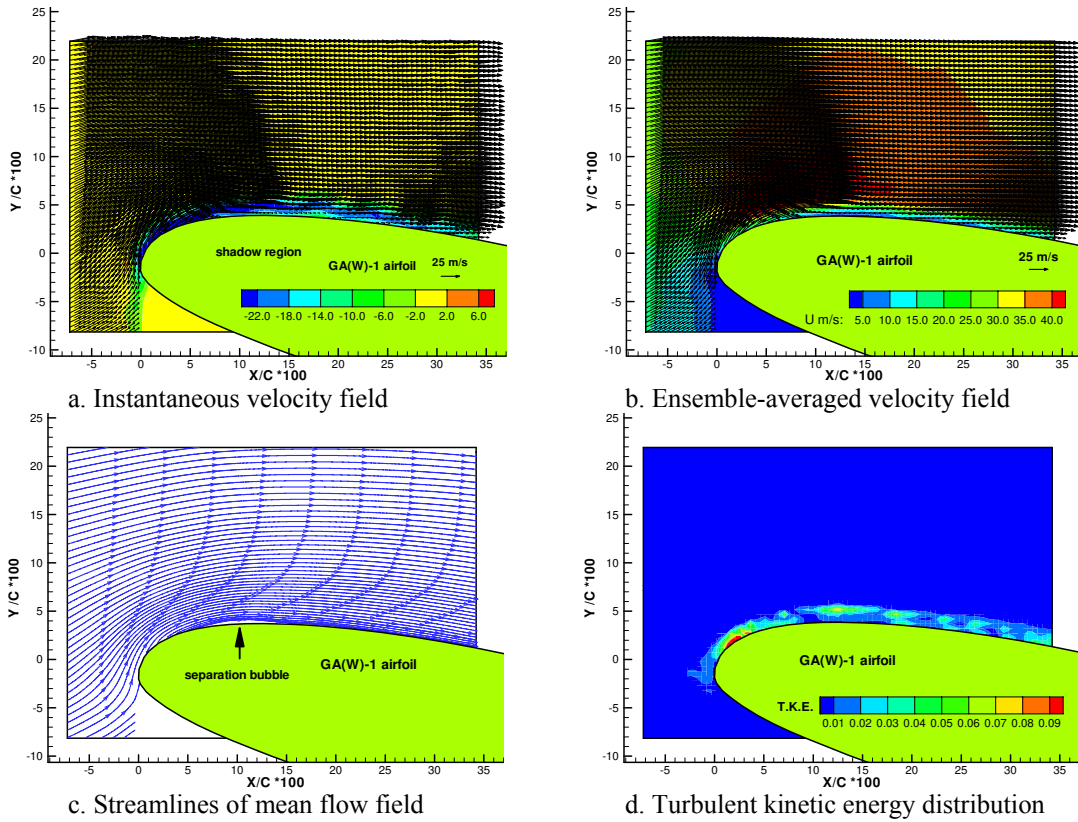 25
20
15
10
5
0
-5
-10
Y /C *100
shadow region
GA(W)-1 airfoil
25 m/s
-22.0 -18.0 -14.0 -10.0 -6.0 -2.0 2.0 6.0
-5 0 5 10 15 20 25 30 35
X/C *100
a. Instantaneous velocity field
25
20
15
10
5
0
-5
-10
Y /C *100
GA(W)-1 airfoil
25 m/s
U m/s: 5.0 10.0 15.0 20.0 25.0 30.0 35.0 40.0
-5 0 5 10 15 20 25 30 35
X/C *100
b. Ensemble-averaged velocity field
25
20
15
10
5
0
-5
-10
Y /C *100
GA(W)-1 airfoil
separation bubble
-5 0 5 10 15 20 25 30 35
X/C *100
c. Streamlines of mean flow field
25
20
15
10
5
0
-5
-10
Y /C *100
GA(W)-1 airfoil
T.K.E. 0.01 0.02 0.03 0.04 0.05 0.06 0.07 0.08 0.09
-5 0 5 10 15 20 25 30 35
X/C *100
d. Turbulent kinetic energy distribution